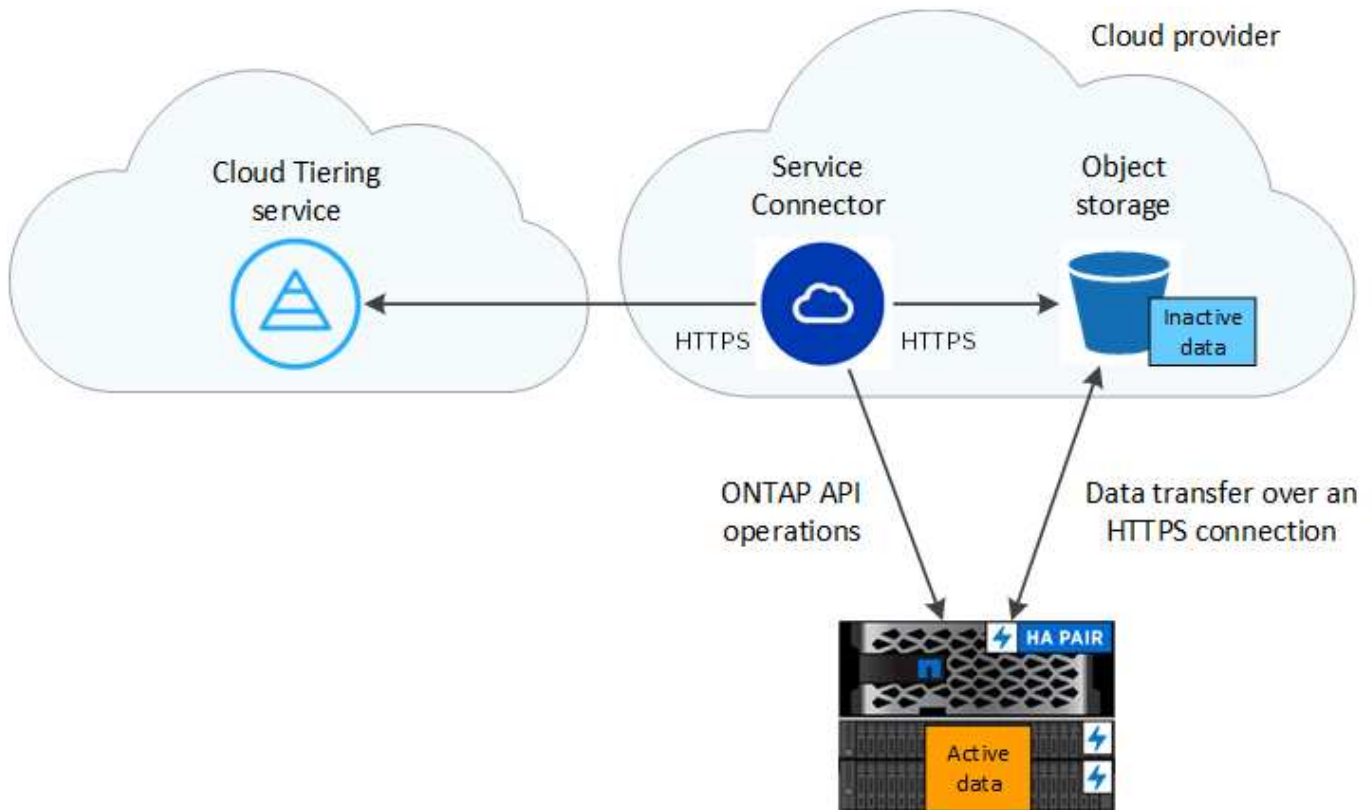 Cloud provider
Cloud Tiering
service
Service
Connector
Object
storage
HTTPS
HTTPS
Inactive
data
ONTAP API
operations
Data transfer over an
HTTPS connection
HA PAIR
Active
data